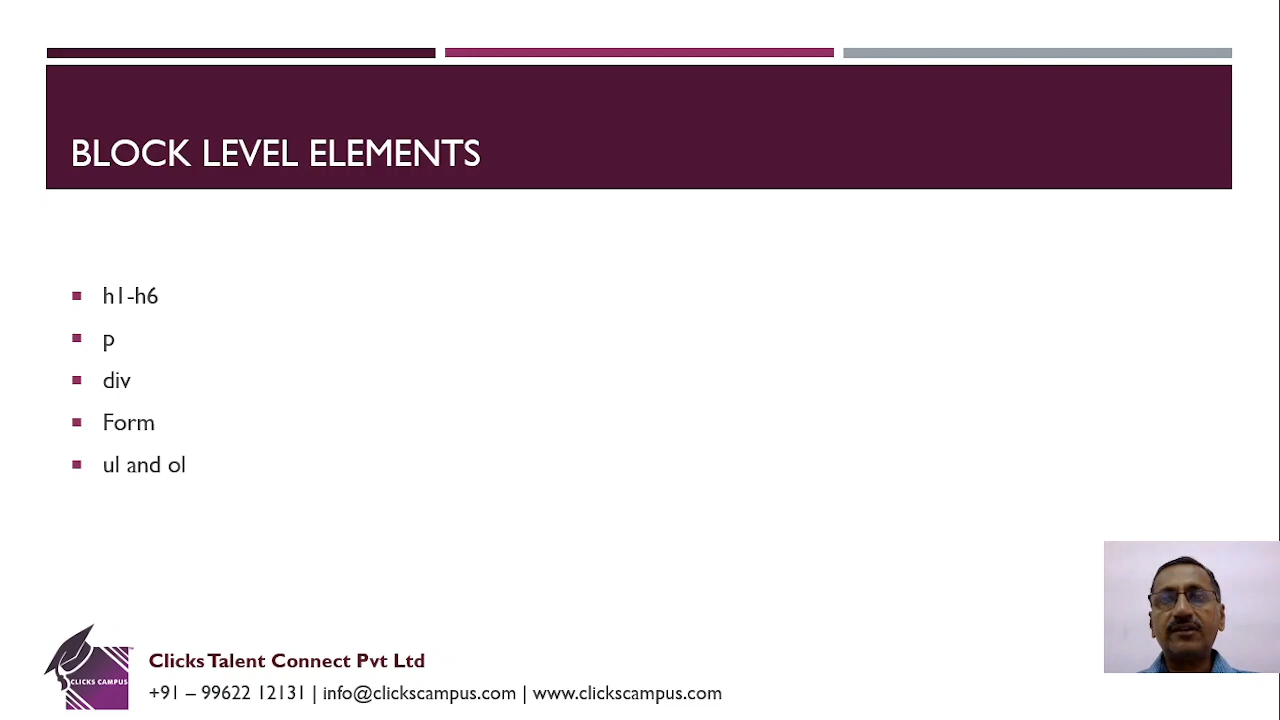 BLOCK LEVEL ELEMENTS
h1-h6
p
div
Form
ul and ol
CLICKS CAMPUS
Clicks Talent Connect Pvt Ltd
+91 – 99622 12131 | info@clickscampus.com | www.clickscampus.com